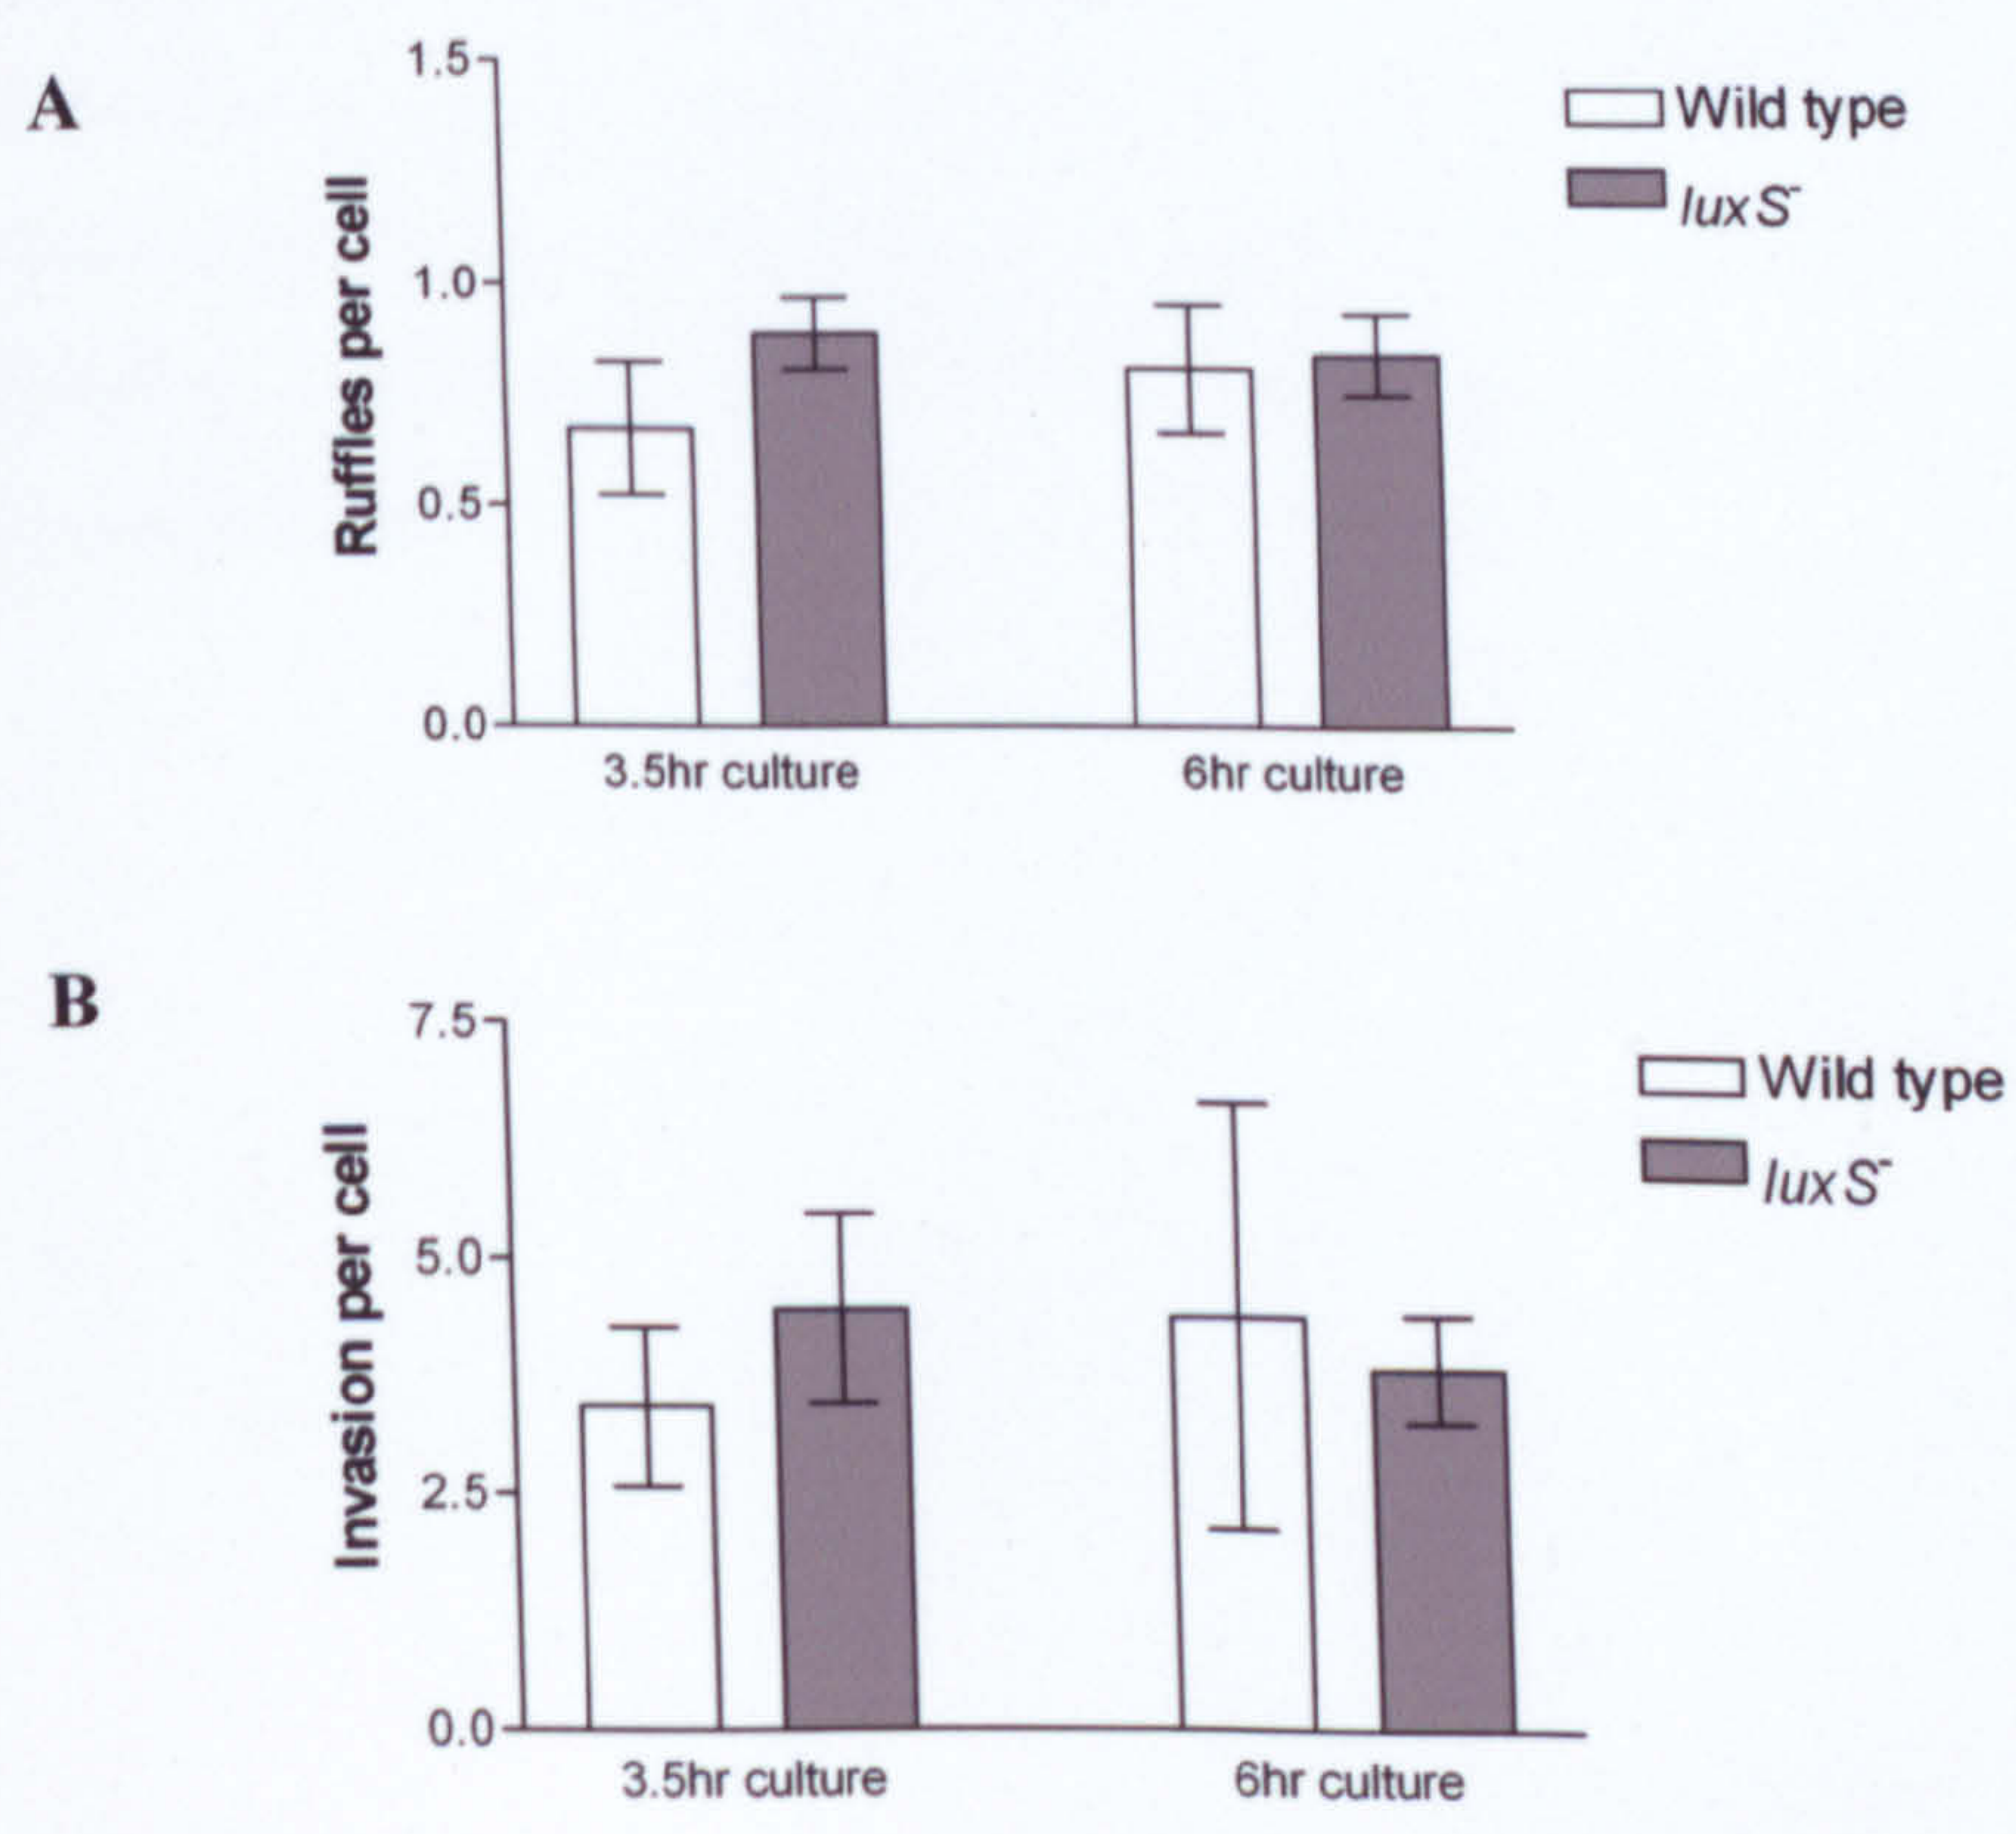 A
Ruffles per cell
1.5
1.0
0.5
0.0
3.5hr culture
6hr culture
Wild type
luxS⁻
B
Invasion per cell
7.5
5.0
2.5
0.0
3.5hr culture
6hr culture
Wild type
luxS⁻